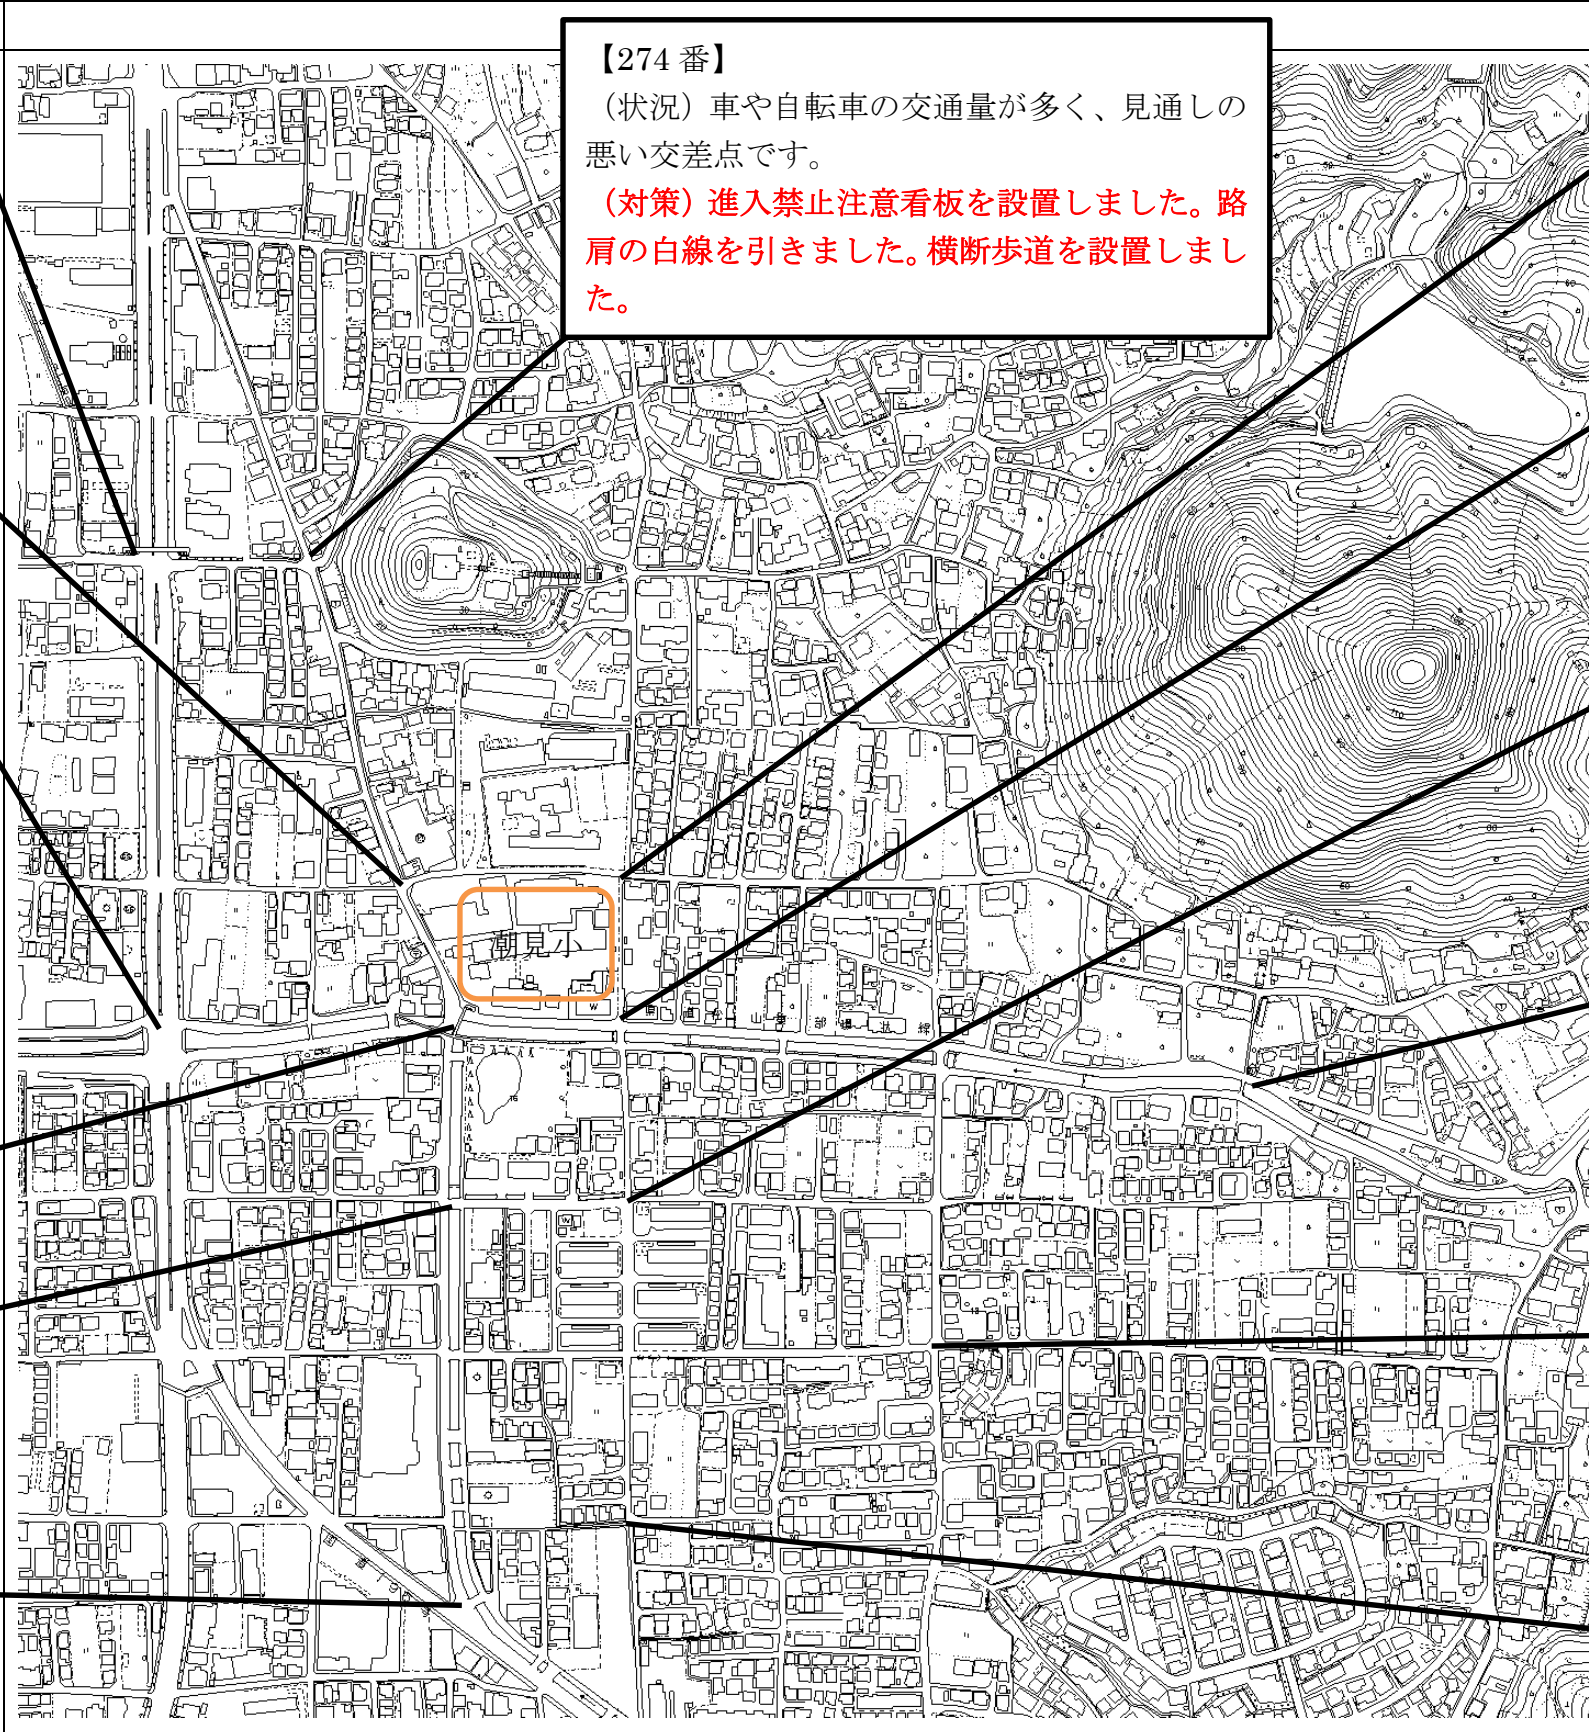 【274 番】
（状況）車や自転車の交通量が多く、見通しの
悪い交差点です。
（対策）進入禁止注意看板を設置しました。路
肩の白線を引きました。横断歩道を設置しまし
た。
朝見小